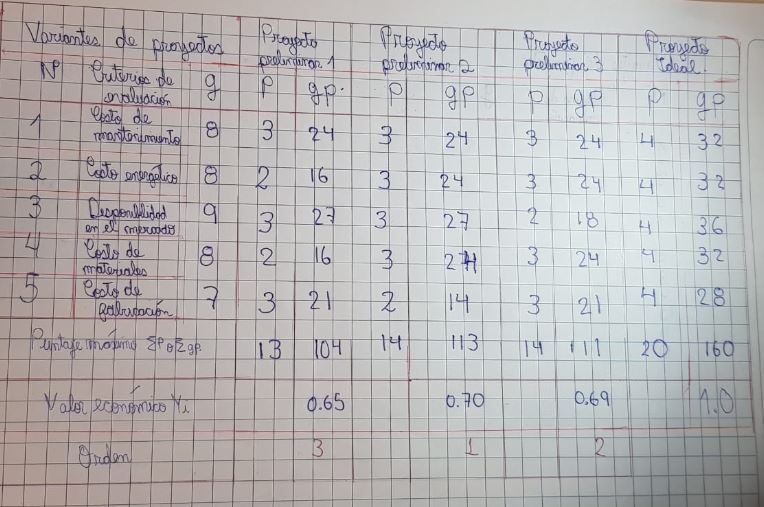 Variantes de proyectos Proyecto preliminar 1 Proyecto preliminar 2 Proyecto preliminar 3 Proyecto Ideal.
Nº Criterios de evaluación g p gp. p gp p gp p gp
1 Costo de mantenimiento 8 3 24 3 24 3 24 4 32
2 Costo energético 8 2 16 3 24 3 24 4 32
3 Disponibilidad en el mercado 9 3 27 3 27 2 18 4 36
4 Costo de materiales 8 2 16 3 24 3 24 4 32
5 Costo de fabricación 7 3 21 2 14 3 21 4 28
Puntaje máximo Σp o Σgp 13 104 14 113 14 111 20 160
Valor económico Yi 0.65 0.70 0.69 1.0
Orden 3 1 2